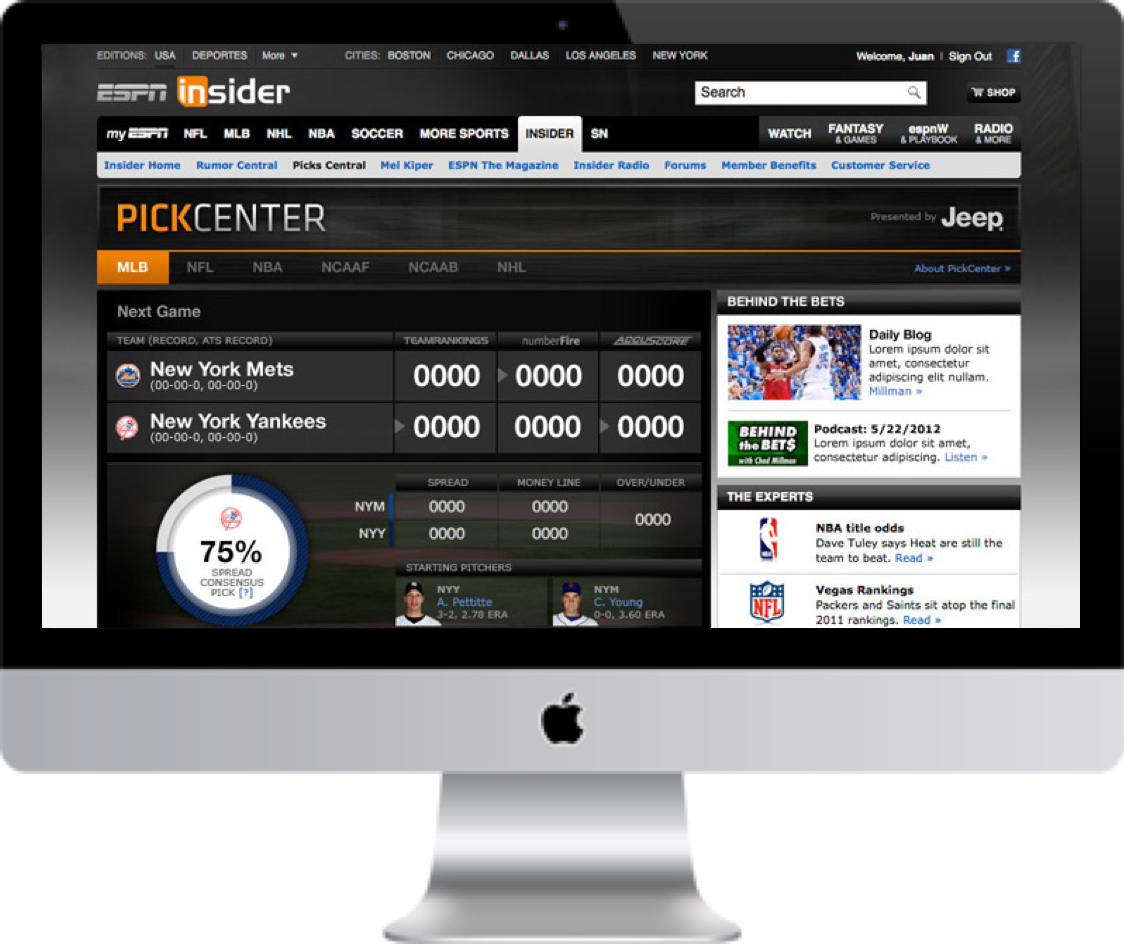 EDITIONS: USA DEPORTES More ▼ CITIES: BOSTON CHICAGO DALLAS LOS ANGELES NEW YORK Welcome, Juan | Sign Out f
ESPN insider Search SHOP
my ESPN NFL MLB NHL NBA SOCCER MORE SPORTS INSIDER SN WATCH FANTASY & GAMES espnW & PLAYBOOK RADIO & MORE
Insider Home Rumor Central Picks Central Mel Kiper ESPN The Magazine Insider Radio Forums Member Benefits Customer Service
PICKCENTER Presented by Jeep
MLB NFL NBA NCAAF NCAAB NHL About PickCenter »
Next Game
TEAM (RECORD, ATS RECORD) TEAMRANKINGS numberFire ACCUSCORE
New York Mets 0000 0000 0000
(00-00-0, 00-00-0)
New York Yankees 0000 0000 0000
(00-00-0, 00-00-0)
SPREAD MONEY LINE OVER/UNDER
NYM 0000 0000 0000
NYY 0000 0000
75%
SPREAD
CONSENSUS
PICK [?]
STARTING PITCHERS
NYY
A. Pettitte
3-2, 2.78 ERA
NYM
C. Young
0-0, 3.60 ERA
BEHIND THE BETS
Daily Blog
Lorem ipsum dolor sit
amet, consectetur
adipiscing elit nullam.
Millman »
BEHIND
the BET$
with Chad Millman
Podcast: 5/22/2012
Lorem ipsum dolor sit amet,
consectetur adipiscing. Listen »
THE EXPERTS
NBA title odds
Dave Tuley says Heat are still the
team to beat. Read »
NFL
Vegas Rankings
Packers and Saints sit atop the final
2011 rankings. Read »